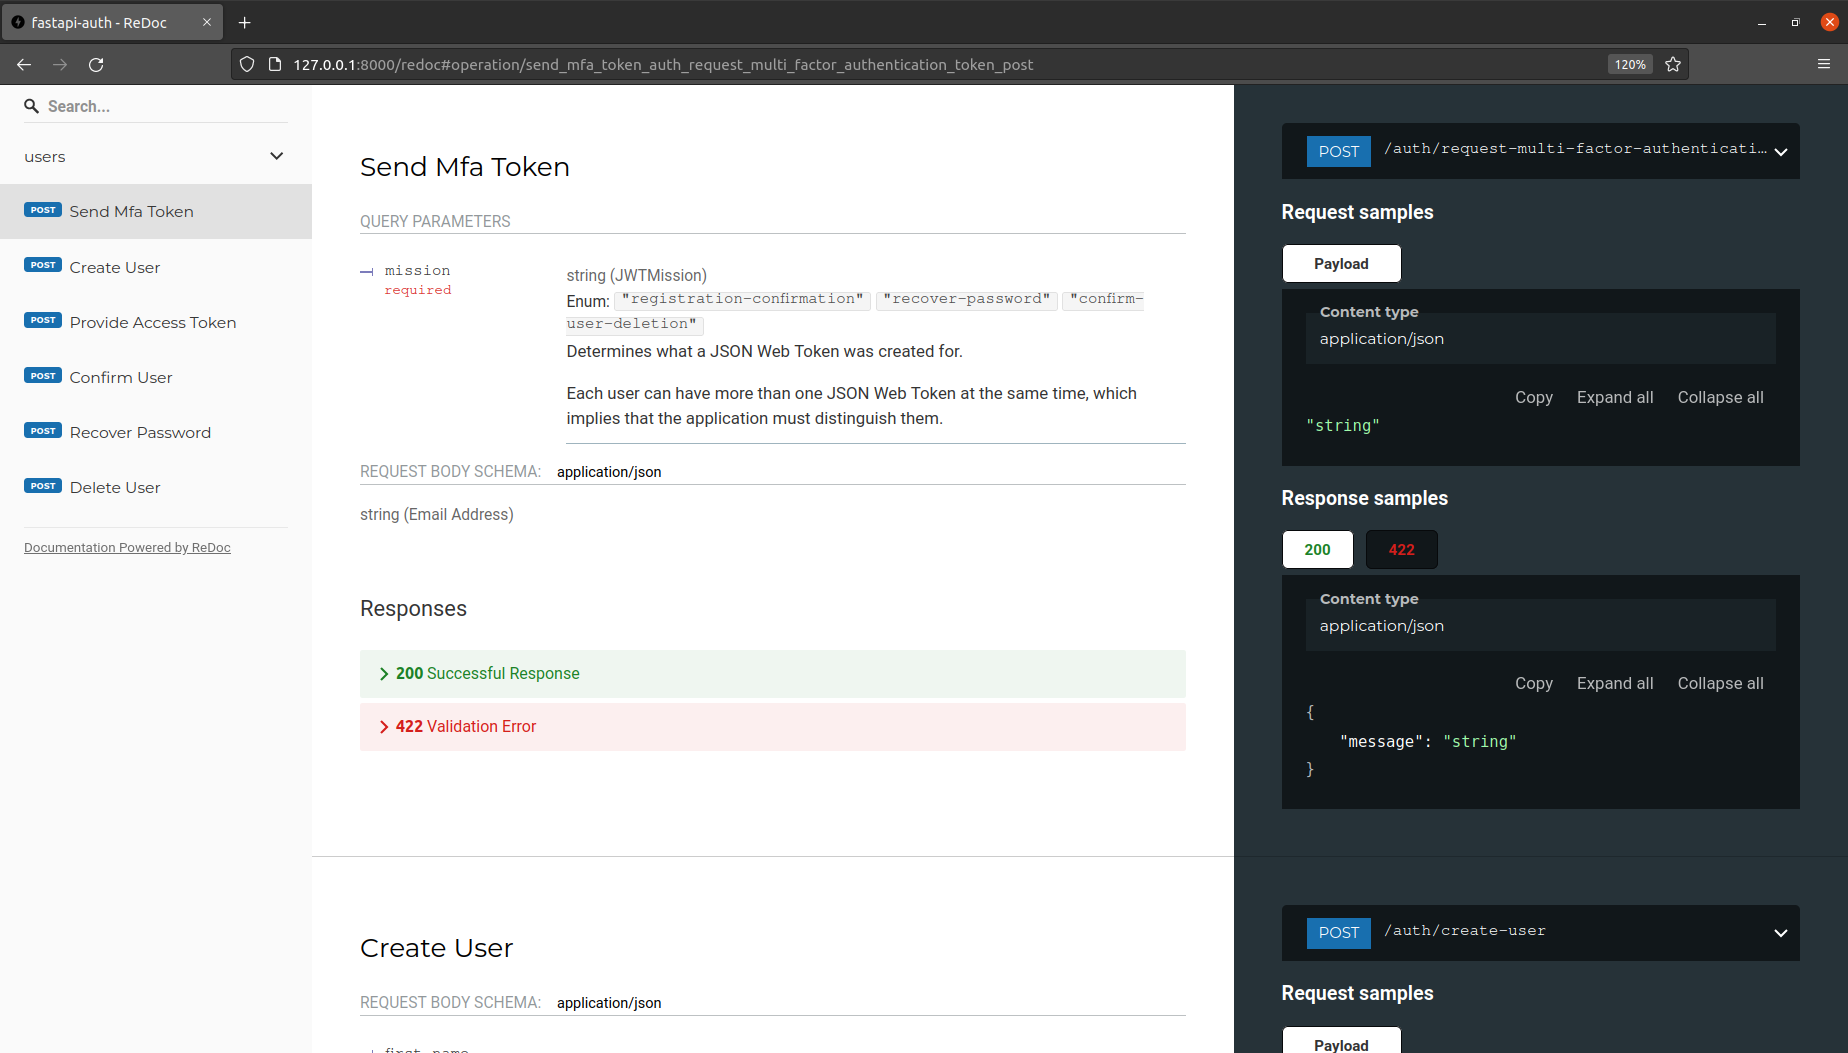 fastapi-auth - ReDoc
127.0.0.1:8000/redoc#operation/send_mfa_token_auth_request_multi_factor_authentication_token_post
120%
Search...
users
POST Send Mfa Token
POST Create User
POST Provide Access Token
POST Confirm User
POST Recover Password
POST Delete User
Documentation Powered by ReDoc
Send Mfa Token
QUERY PARAMETERS
mission
required
string (JWTMission)
Enum: "registration-confirmation" "recover-password" "confirm-
user-deletion"
Determines what a JSON Web Token was created for.
Each user can have more than one JSON Web Token at the same time, which
implies that the application must distinguish them.
REQUEST BODY SCHEMA: application/json
string (Email Address)
Responses
200 Successful Response
422 Validation Error
POST /auth/request-multi-factor-authenticati…
Request samples
Payload
Content type
application/json
Copy Expand all Collapse all
"string"
Response samples
200 422
Content type
application/json
Copy Expand all Collapse all
{
"message": "string"
}
Create User
REQUEST BODY SCHEMA: application/json
first_name
POST /auth/create-user
Request samples
Payload